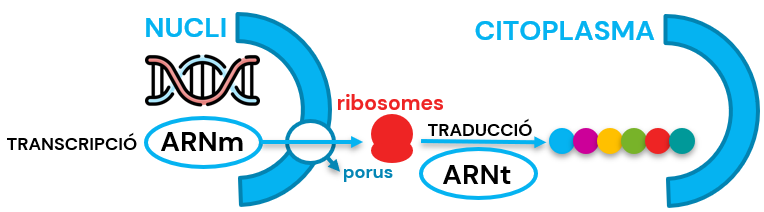 NUCLI
CITOPLASMA
ribosomes
TRANSCRIPCIÓ
ARNm
TRADUCCIÓ
porus
ARNt